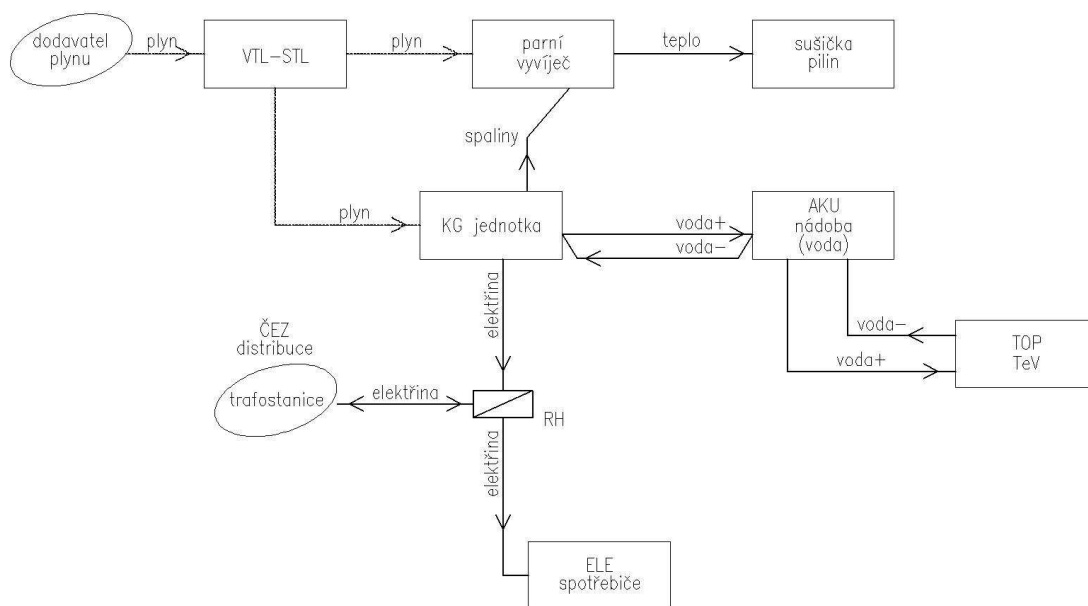 dodavatel
plynu
plyn
VTL-STL
plyn
parní
vyvíječ
teplo
sušička
pilin
spaliny
plyn
KG jednotka
voda+
voda-
AKU
nádoba
(voda)
elektřina
voda-
voda+
TOP
TeV
ČEZ
distribuce
trafostanice
elektřina
RH
elektřina
ELE
spotřebiče